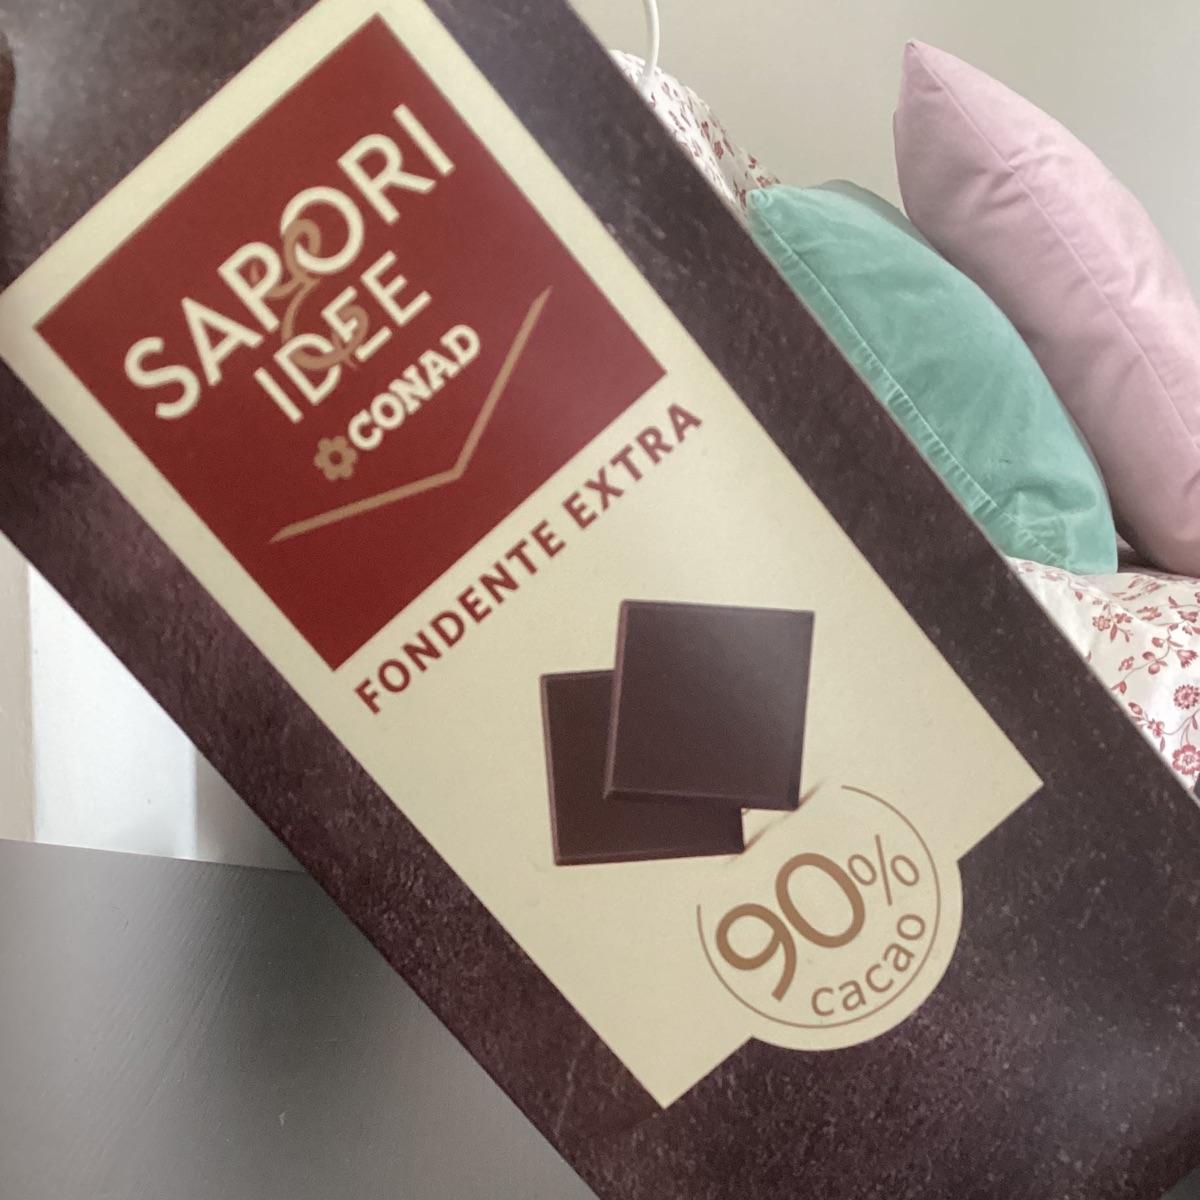 SAPORI
&
IDEE
CONAD
FONDENTE EXTRA
90%
cacao